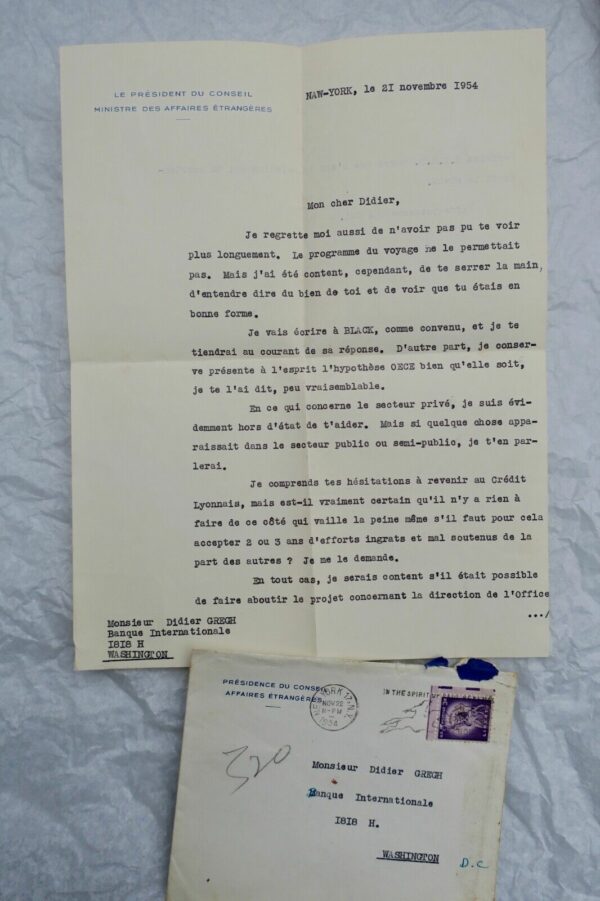 LE PRÉSIDENT DU CONSEIL
MINISTRE DES AFFAIRES ÉTRANGÈRES
NAW-YORK, le 21 novembre 1954
Mon cher Didier,
Je regrette moi aussi de n'avoir pas pu te voir
plus longuement. Le programme du voyage ne le permettait
pas. Mais j'ai été content, cependant, de te serrer la main,
d'entendre dire du bien de toi et de voir que tu étais en
bonne forme.
Je vais écrire à BLACK, comme convenu, et je te
tiendrai au courant de sa réponse. D'autre part, je conser-
ve présente à l'esprit l'hypothèse OECE bien qu'elle soit,
je te l'ai dit, peu vraisemblable.
En ce qui concerne le secteur privé, je suis évi-
demment hors d'état de t'aider. Mais si quelque chose appa-
raissait dans le secteur public ou semi-public, je t'en par-
lerai.
Je comprends tes hésitations à revenir au Crédit
Lyonnais, mais est-il vraiment certain qu'il n'y a rien à
faire de ce côté qui vaille la peine même s'il faut pour cela
accepter 2 ou 3 ans d'efforts ingrats et mal soutenus de la
part des autres ? Je me le demande.
En tout cas, je serais content s'il était possible
de faire aboutir le projet concernant la direction de l'Office
.../
Monsieur Didier GREGH
Banque Internationale
I8I8 H
WASHINGTON
PRÉSIDENCE DU CONSEIL
AFFAIRES ÉTRANGÈRES
NEW YORK 17 N.Y.
NOV 22
1954
IN THE SPIRIT OF
320
Monsieur Didier GREGH
Banque Internationale
I8I8 H.
WASHINGTON
D.C